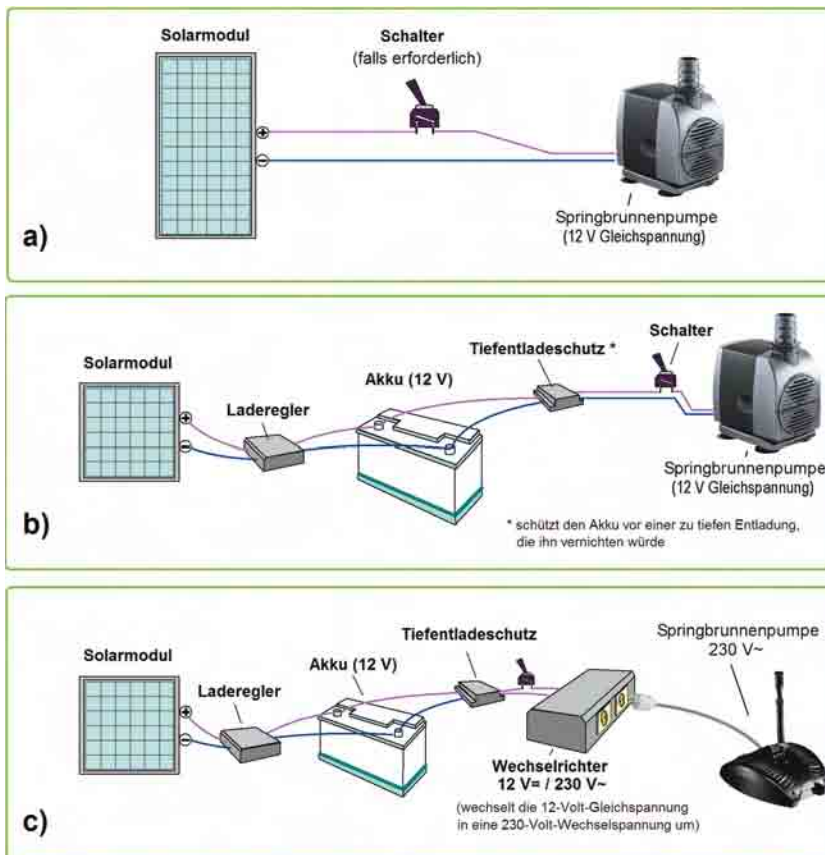 Solarmodul
Schalter
(falls erforderlich)
+
−
Springbrunnenpumpe
(12 V Gleichspannung)
a)
Solarmodul
Laderegler
Akku (12 V)
Tiefentladeschutz *
Schalter
+
−
Springbrunnenpumpe
(12 V Gleichspannung)
* schützt den Akku vor einer zu tiefen Entladung,
die ihn vernichten würde
b)
Solarmodul
Laderegler
Akku (12 V)
Tiefentladeschutz
Springbrunnenpumpe
230 V~
+
−
Wechselrichter
12 V= / 230 V~
(wechselt die 12-Volt-Gleichspannung
in eine 230-Volt-Wechselspannung um)
c)